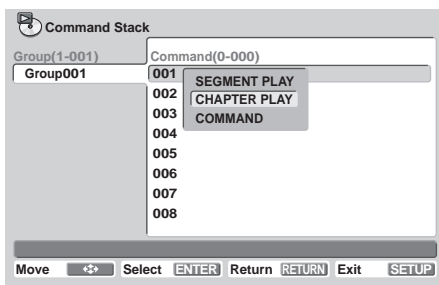 Command Stack
Group(1-001) Command(0-000)
Group001 001
SEGMENT PLAY
002 CHAPTER PLAY
003 COMMAND
004
005
006
007
008
Move Select ENTER Return RETURN Exit SETUP